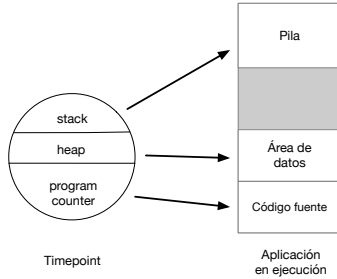 Pila
stack
heap
program
counter
Área de
datos
Código fuente
Timepoint
Aplicación
en ejecución